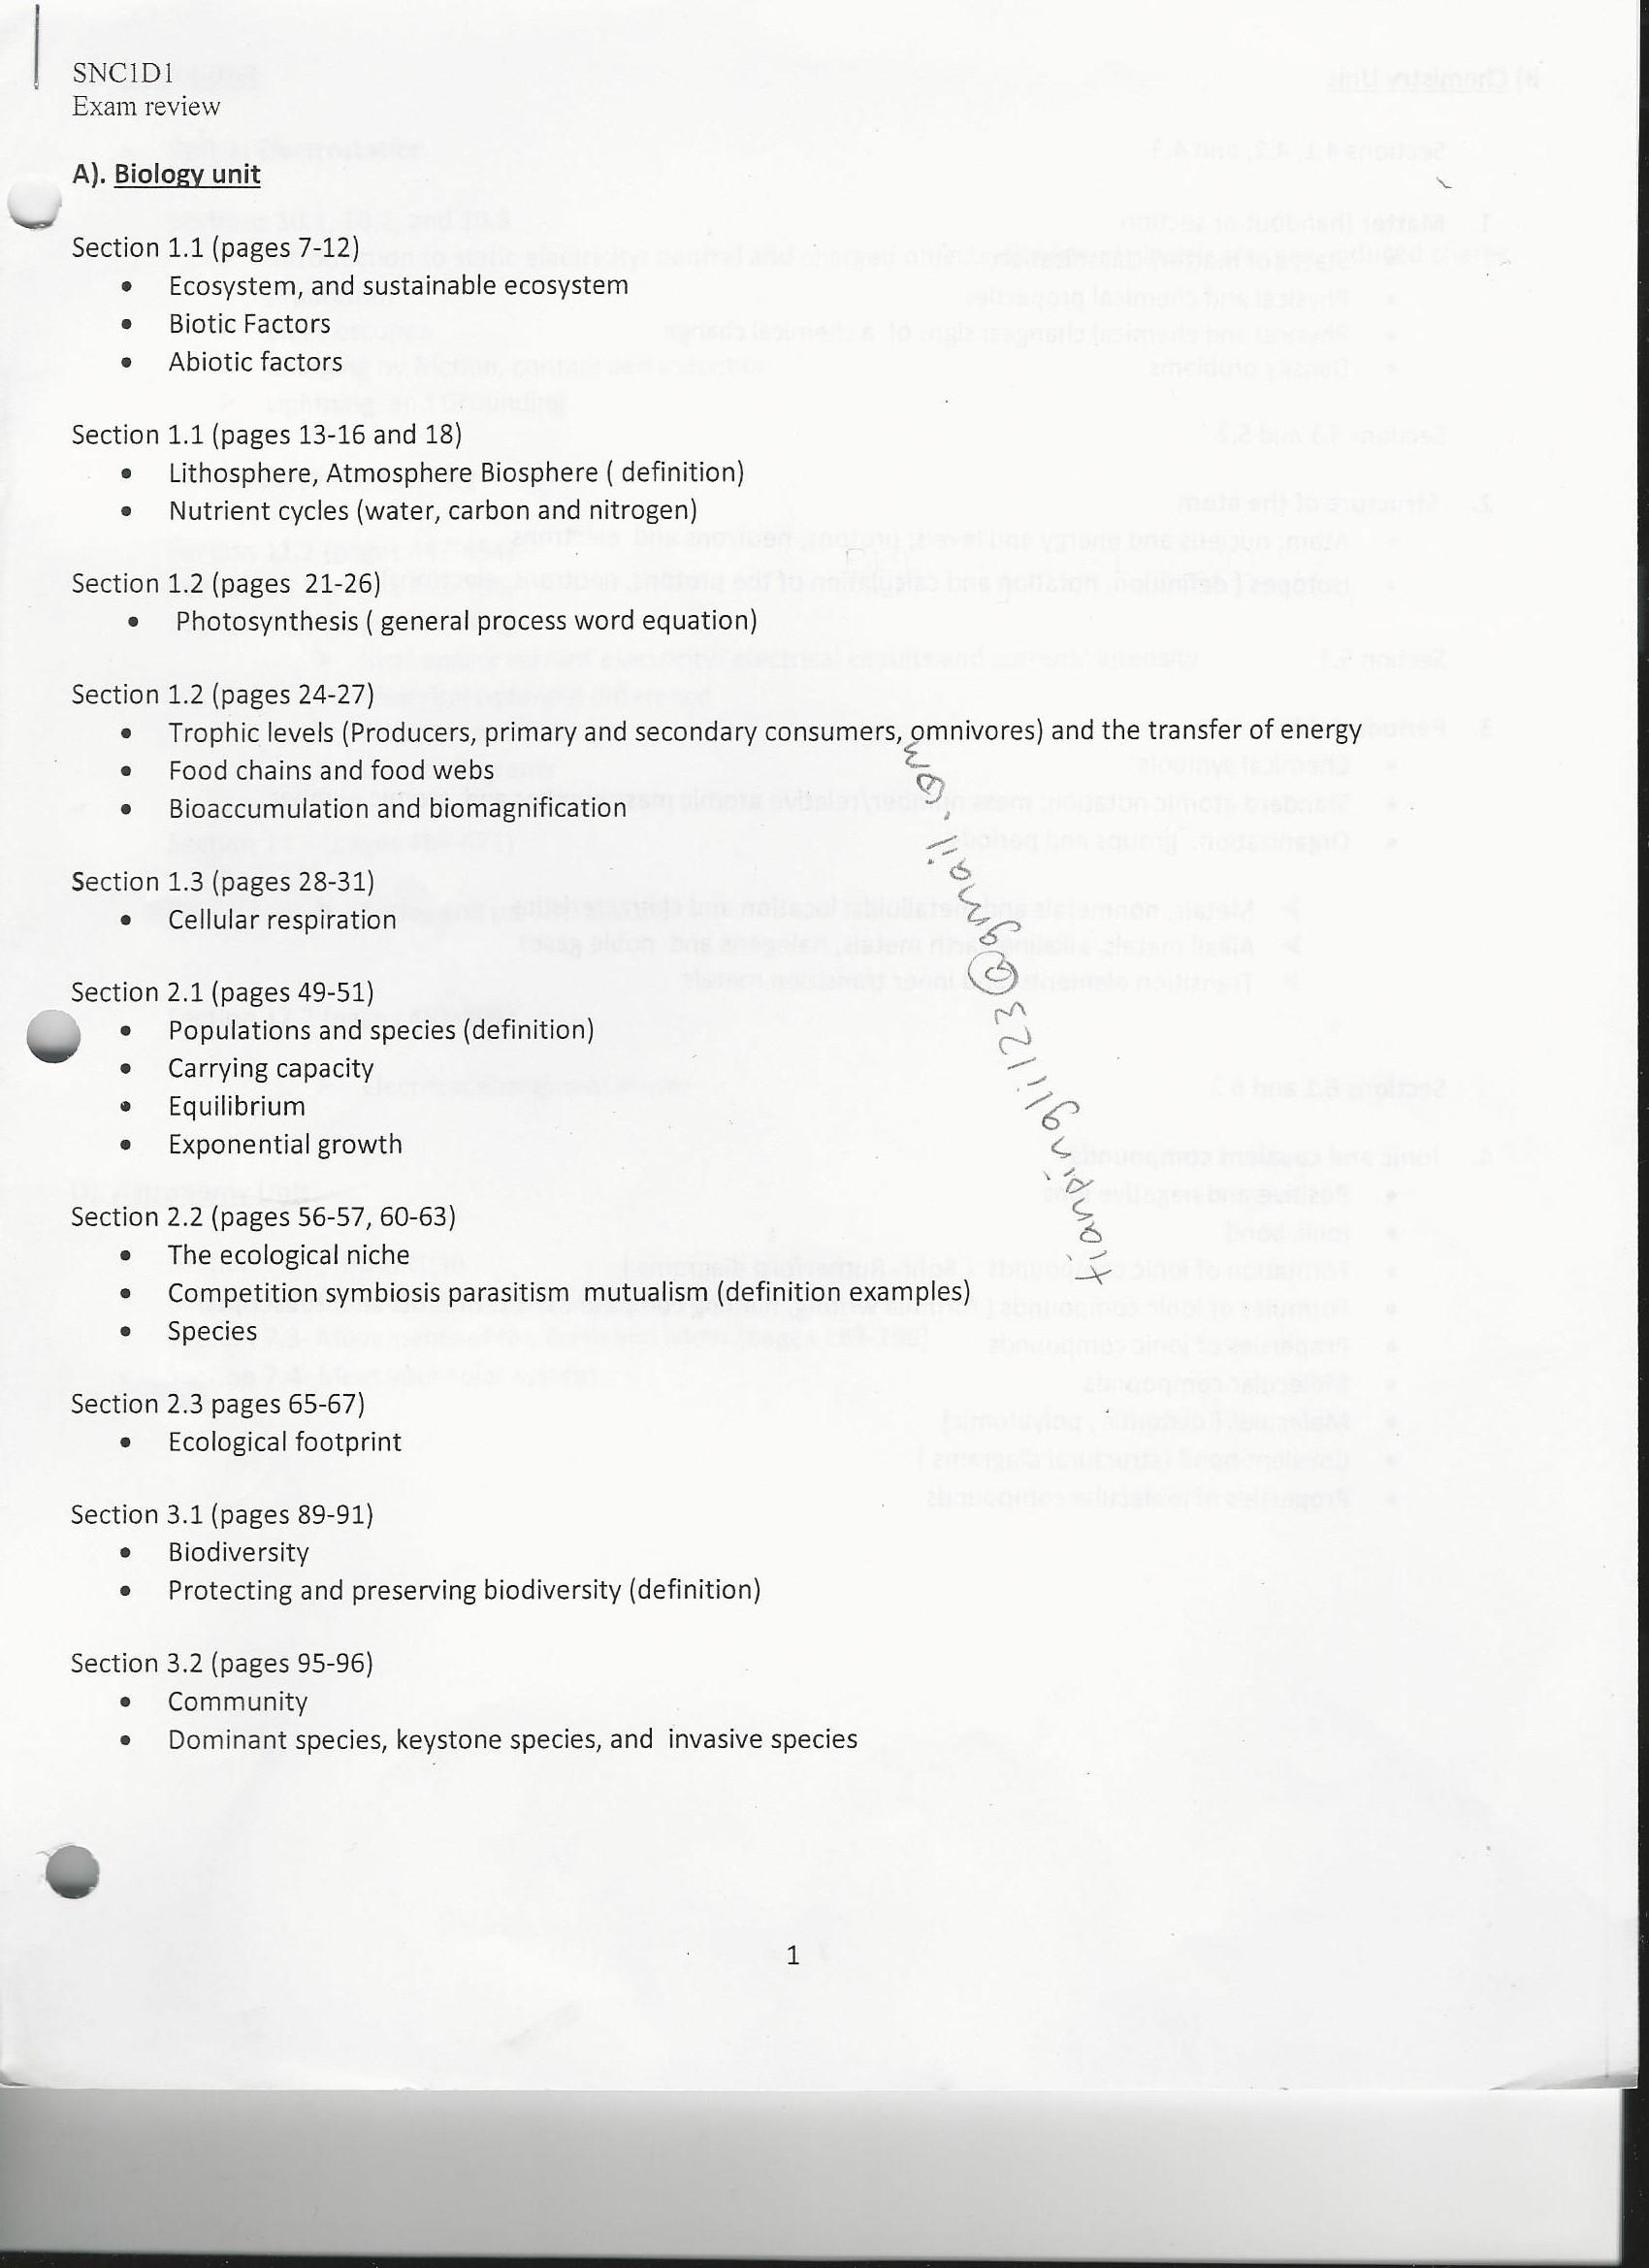 SNC1D1
Exam review
A). Biology unit
Section 1.1 (pages 7-12)
• Ecosystem, and sustainable ecosystem
• Biotic Factors
• Abiotic factors
Section 1.1 (pages 13-16 and 18)
• Lithosphere, Atmosphere Biosphere ( definition)
• Nutrient cycles (water, carbon and nitrogen)
Section 1.2 (pages 21-26)
• Photosynthesis ( general process word equation)
Section 1.2 (pages 24-27)
• Trophic levels (Producers, primary and secondary consumers, omnivores) and the transfer of energy
• Food chains and food webs
• Bioaccumulation and biomagnification
Section 1.3 (pages 28-31)
• Cellular respiration
Section 2.1 (pages 49-51)
• Populations and species (definition)
• Carrying capacity
• Equilibrium
• Exponential growth
tianpingli123@gmail.com
Section 2.2 (pages 56-57, 60-63)
• The ecological niche
• Competition symbiosis parasitism mutualism (definition examples)
• Species
Section 2.3 pages 65-67)
• Ecological footprint
Section 3.1 (pages 89-91)
• Biodiversity
• Protecting and preserving biodiversity (definition)
Section 3.2 (pages 95-96)
• Community
• Dominant species, keystone species, and invasive species
1